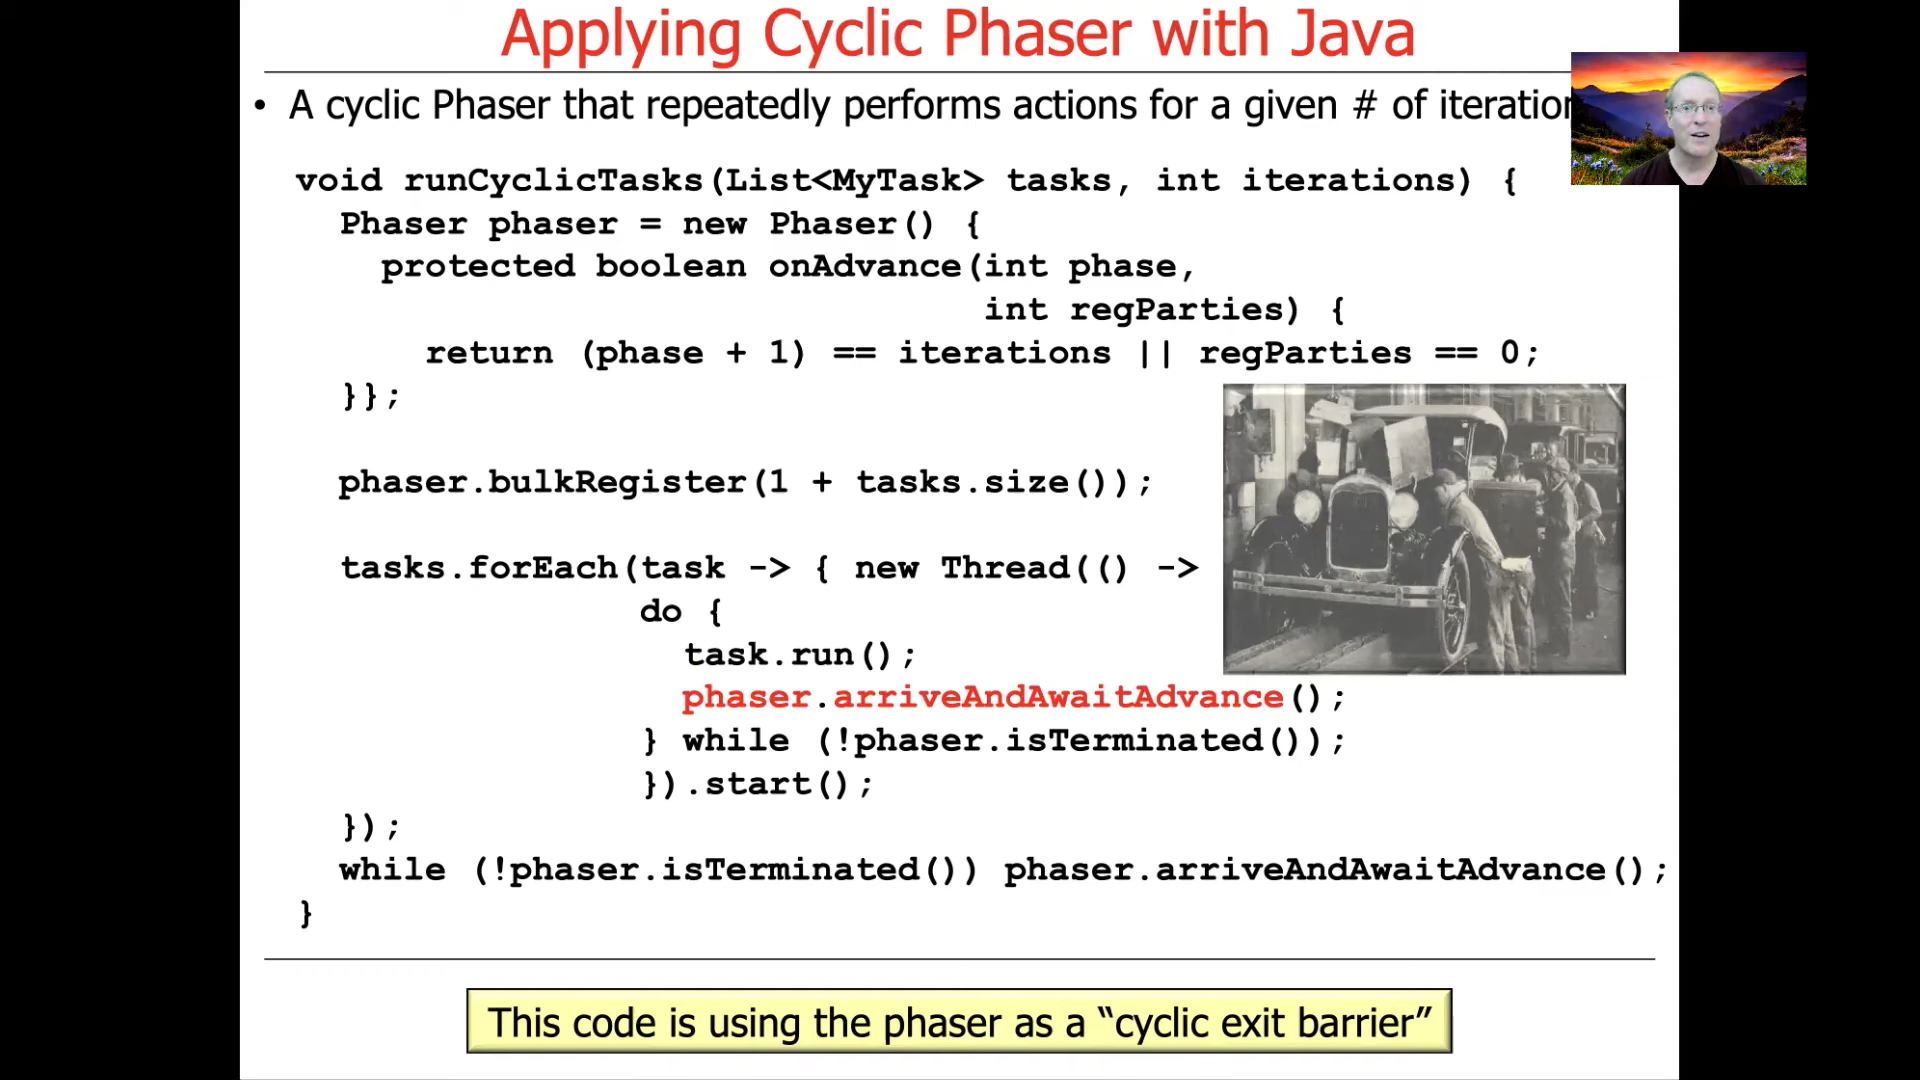 Applying Cyclic Phaser with Java
• A cyclic Phaser that repeatedly performs actions for a given # of
void runCyclicTasks(List<MyTask> tasks, int iterations) {
Phaser phaser = new Phaser() {
protected boolean onAdvance(int phase,
int regParties) {
return (phase + 1) == iterations || regParties == 0;
}};
phaser.bulkRegister(1 + tasks.size());
tasks.forEach(task -> { new Thread(() ->
do {
task.run();
phaser.arriveAndAwaitAdvance();
} while (!phaser.isTerminated());
}).start();
});
while (!phaser.isTerminated()) phaser.arriveAndAwaitAdvance();
}
This code is using the phaser as a “cyclic exit barrier”